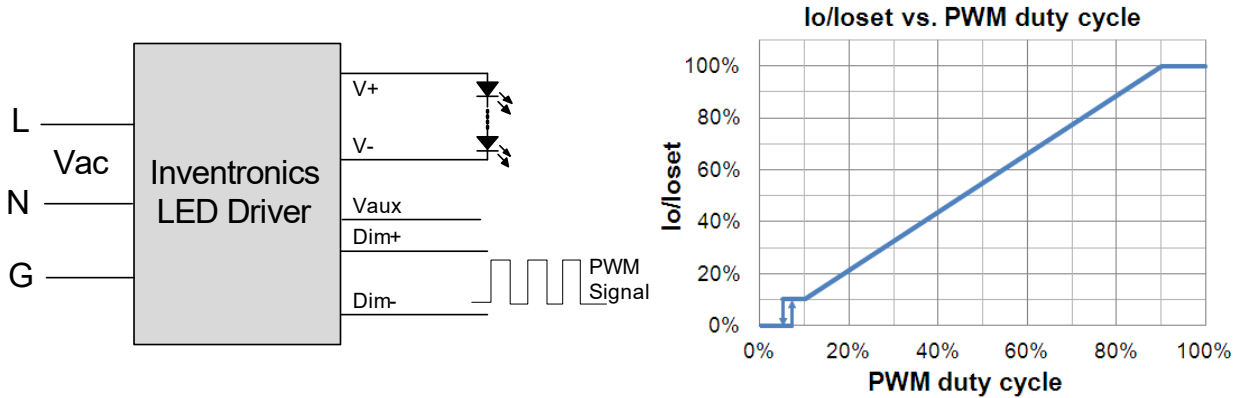 L
Vac
N
G
Inventronics
LED Driver
V+
V-
Vaux
Dim+
Dim-
PWM
Signal
Io/Ioset vs. PWM duty cycle
Io/Ioset
100%
80%
60%
40%
20%
0%
0% 20% 40% 60% 80% 100%
PWM duty cycle